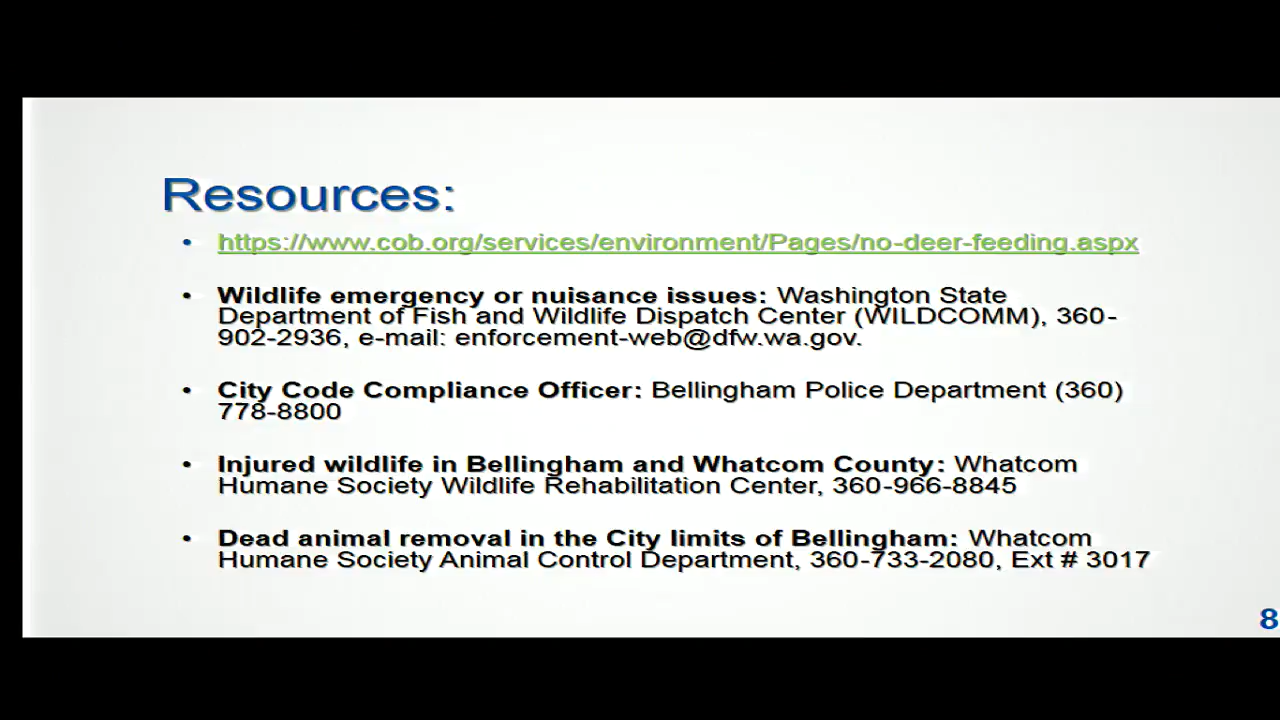 Resources:
• https://www.cob.org/services/environment/Pages/no-deer-feeding.aspx
• Wildlife emergency or nuisance issues: Washington State
Department of Fish and Wildlife Dispatch Center (WILDCOMM), 360-
902-2936, e-mail: enforcement-web@dfw.wa.gov.
• City Code Compliance Officer: Bellingham Police Department (360)
778-8800
• Injured wildlife in Bellingham and Whatcom County: Whatcom
Humane Society Wildlife Rehabilitation Center, 360-966-8845
• Dead animal removal in the City limits of Bellingham: Whatcom
Humane Society Animal Control Department, 360-733-2080, Ext # 3017
8